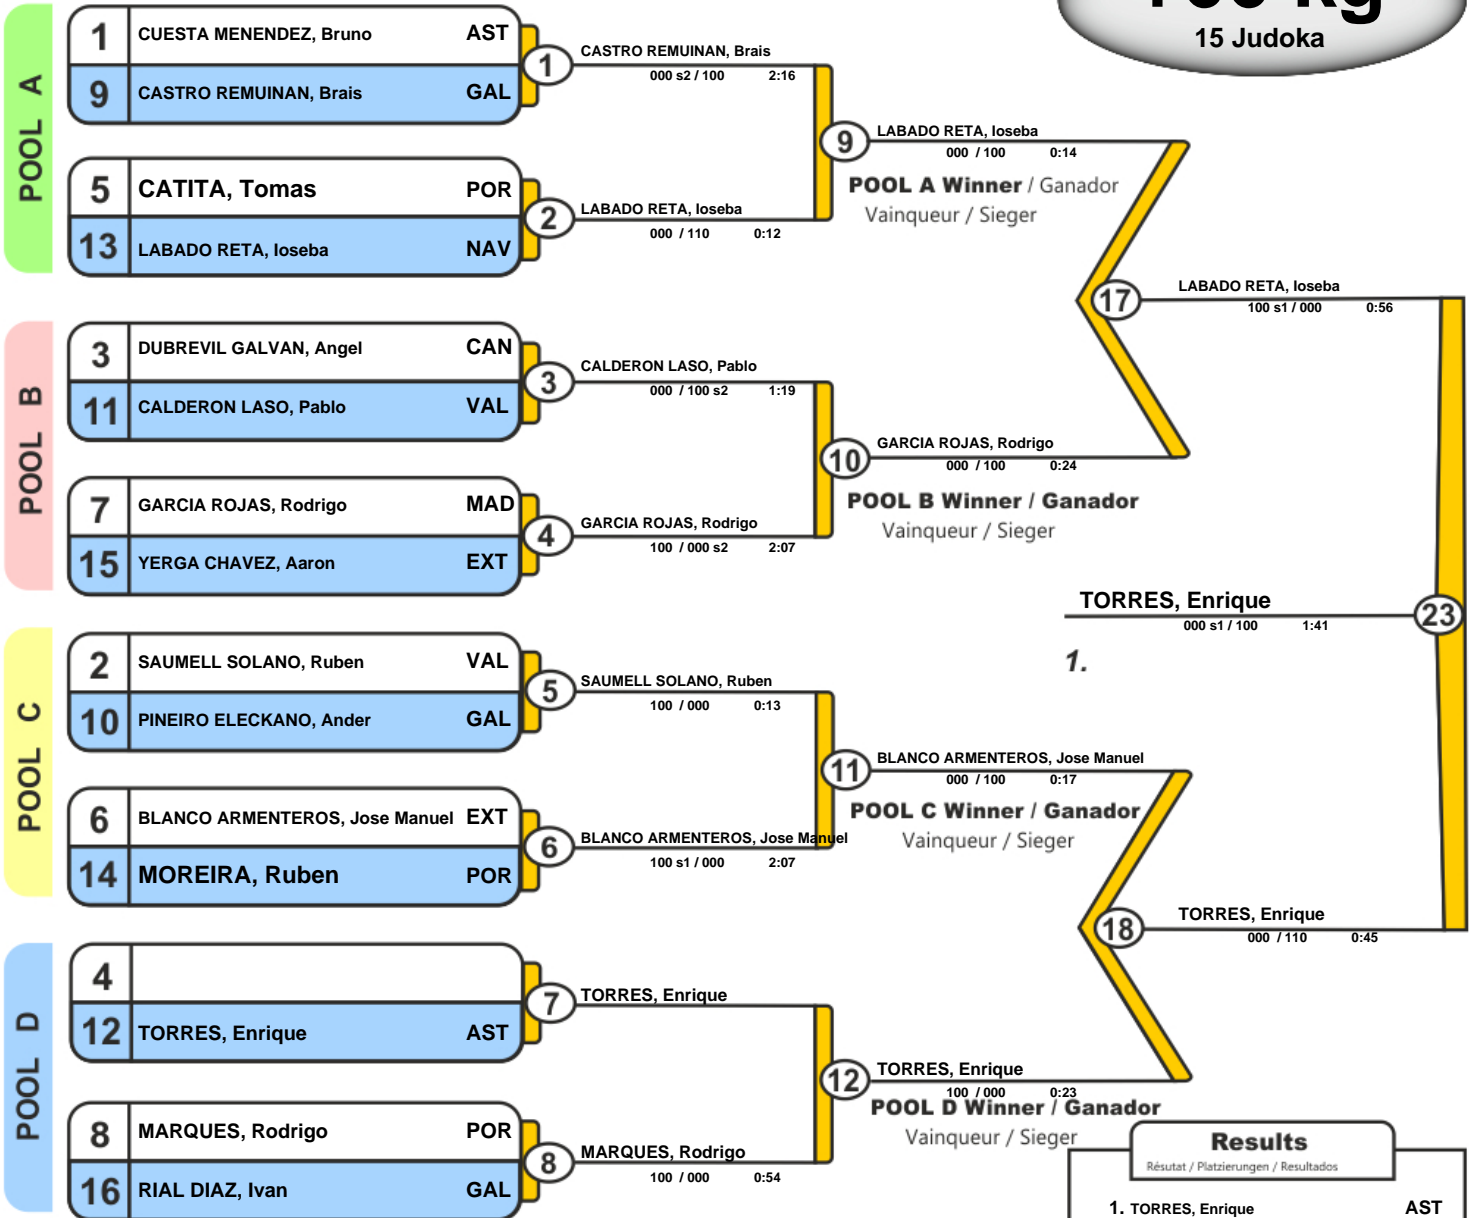 15 Judoka
POOL A
1 CUESTA MENENDEZ, Bruno AST
9 CASTRO REMUINAN, Brais GAL
1 CASTRO REMUINAN, Brais
000 s2 / 100 2:16
5 CATITA, Tomas POR
13 LABADO RETA, Ioseba NAV
2 LABADO RETA, Ioseba
000 / 110 0:12
9 LABADO RETA, Ioseba
000 / 100 0:14
POOL A Winner / Ganador
Vainqueur / Sieger
POOL B
3 DUBREVIL GALVAN, Angel CAN
11 CALDERON LASO, Pablo VAL
3 CALDERON LASO, Pablo
000 / 100 s2 1:19
7 GARCIA ROJAS, Rodrigo MAD
15 YERGA CHAVEZ, Aaron EXT
4 GARCIA ROJAS, Rodrigo
100 / 000 s2 2:07
10 GARCIA ROJAS, Rodrigo
000 / 100 0:24
POOL B Winner / Ganador
Vainqueur / Sieger
17 LABADO RETA, Ioseba
100 s1 / 000 0:56
POOL C
2 SAUMELL SOLANO, Ruben VAL
10 PINEIRO ELECKANO, Ander GAL
5 SAUMELL SOLANO, Ruben
100 / 000 0:13
6 BLANCO ARMENTEROS, Jose Manuel EXT
14 MOREIRA, Ruben POR
6 BLANCO ARMENTEROS, Jose Manuel
100 s1 / 000 2:07
11 BLANCO ARMENTEROS, Jose Manuel
000 / 100 0:17
POOL C Winner / Ganador
Vainqueur / Sieger
POOL D
4
12 TORRES, Enrique AST
7 TORRES, Enrique
8 MARQUES, Rodrigo POR
16 RIAL DIAZ, Ivan GAL
8 MARQUES, Rodrigo
100 / 000 0:54
12 TORRES, Enrique
100 / 000 0:23
POOL D Winner / Ganador
Vainqueur / Sieger
18 TORRES, Enrique
000 / 110 0:45
TORRES, Enrique 23
000 s1 / 100 1:41
1.
Results
Résutat / Platzierungen / Resultados
1. TORRES, Enrique AST